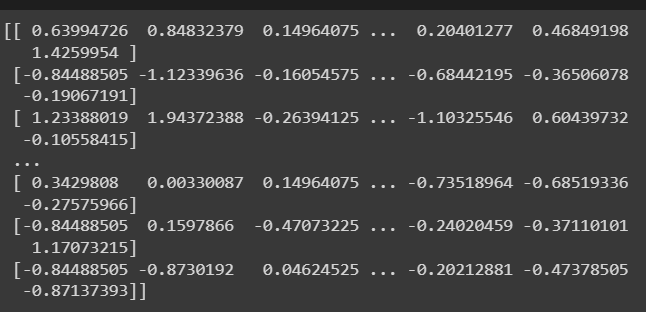 [[ 0.63994726  0.84832379  0.14964075 ...  0.20401277  0.46849198
   1.4259954 ]
 [-0.84488505 -1.12339636 -0.16054575 ... -0.68442195 -0.36506078
  -0.19067191]
 [ 1.23388019  1.94372388 -0.26394125 ... -1.10325546  0.60439732
  -0.10558415]
 ...
 [ 0.3429808   0.00330087  0.14964075 ... -0.73518964 -0.68519336
  -0.27575966]
 [-0.84488505  0.1597866  -0.47073225 ... -0.24020459 -0.37110101
   1.17073215]
 [-0.84488505 -0.8730192   0.04624525 ... -0.20212881 -0.47378505
  -0.87137393]]